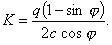 K = q(1−sin φ) / 2c cos φ.